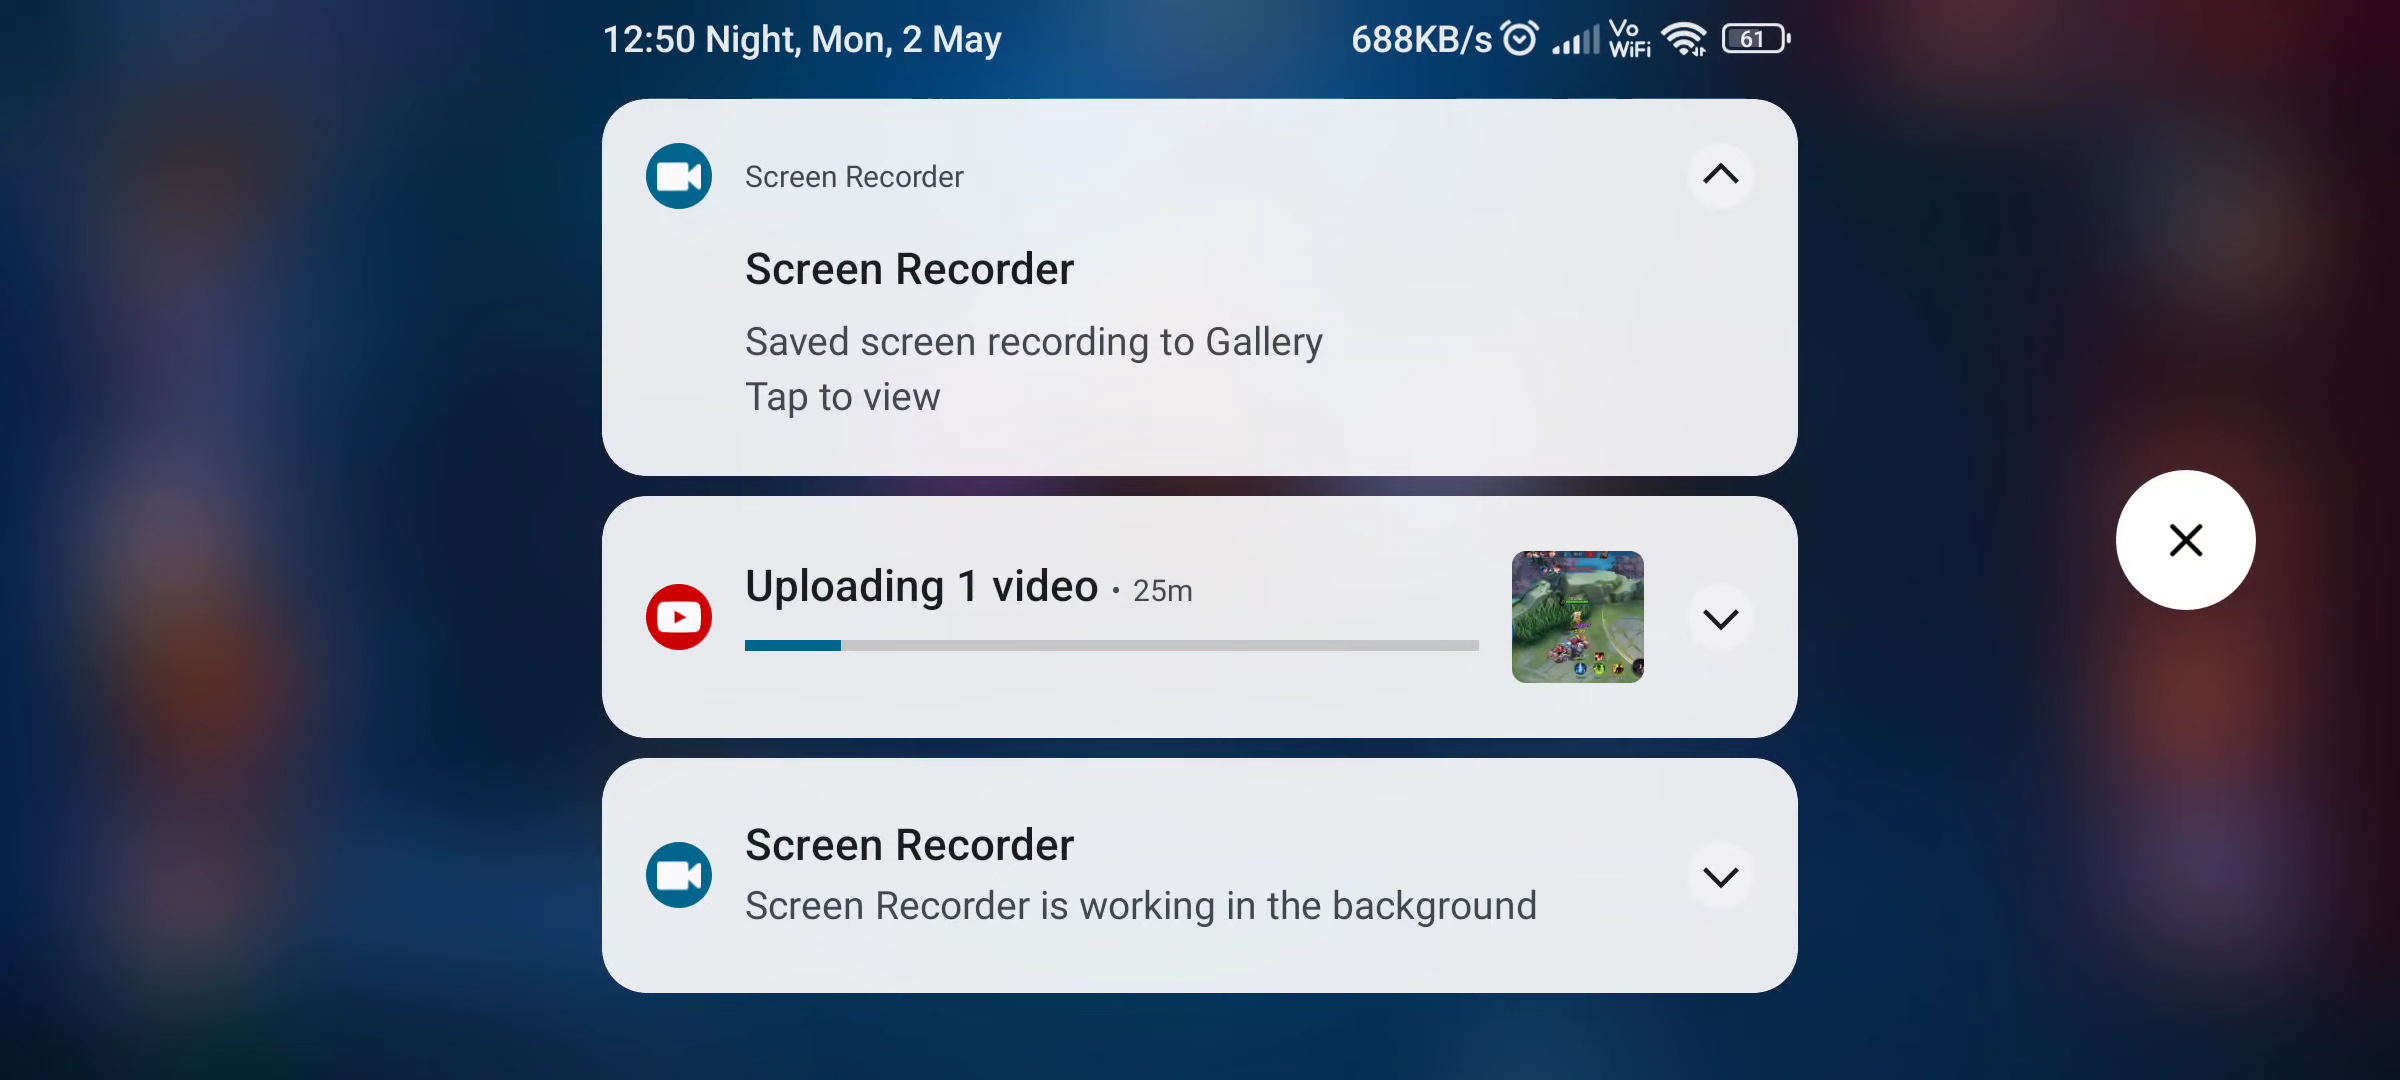 12:50 Night, Mon, 2 May
688KB/s
Vo
WiFi
61
Screen Recorder
Screen Recorder
Saved screen recording to Gallery
Tap to view
Uploading 1 video • 25m
Screen Recorder
Screen Recorder is working in the background